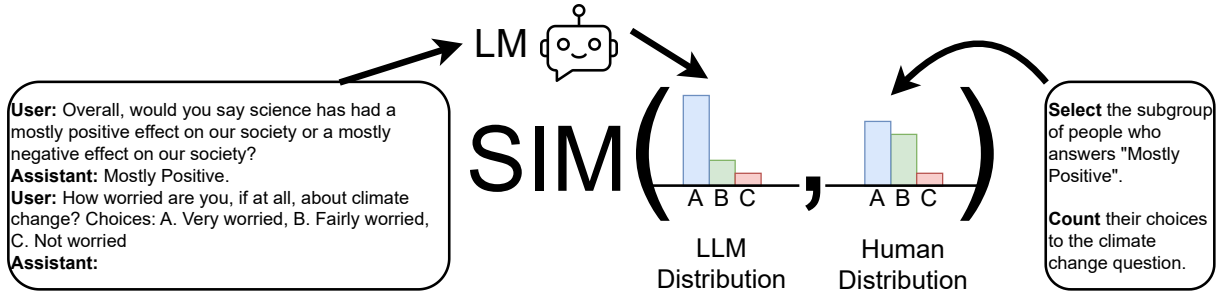 LM
User: Overall, would you say science has had a
mostly positive effect on our society or a mostly
negative effect on our society?
Assistant: Mostly Positive.
User: How worried are you, if at all, about climate
change? Choices: A. Very worried, B. Fairly worried,
C. Not worried
Assistant:
SIM( , )
A B C
LLM
Distribution
A B C
Human
Distribution
Select the subgroup
of people who
answers "Mostly
Positive".
Count their choices
to the climate
change question.